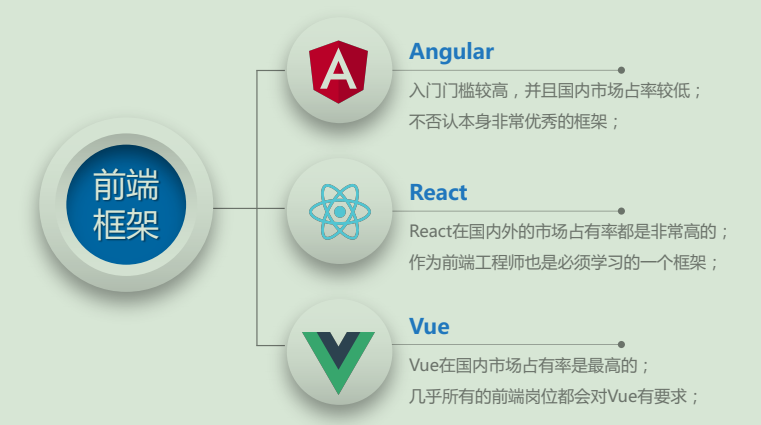 前端
框架
Angular
入门门槛较高，并且国内市场占率较低；
不否认本身非常优秀的框架；
React
React在国内外的市场占有率都是非常高的；
作为前端工程师也是必须学习的一个框架；
Vue
Vue在国内市场占有率是最高的；
几乎所有的前端岗位都会对Vue有要求；